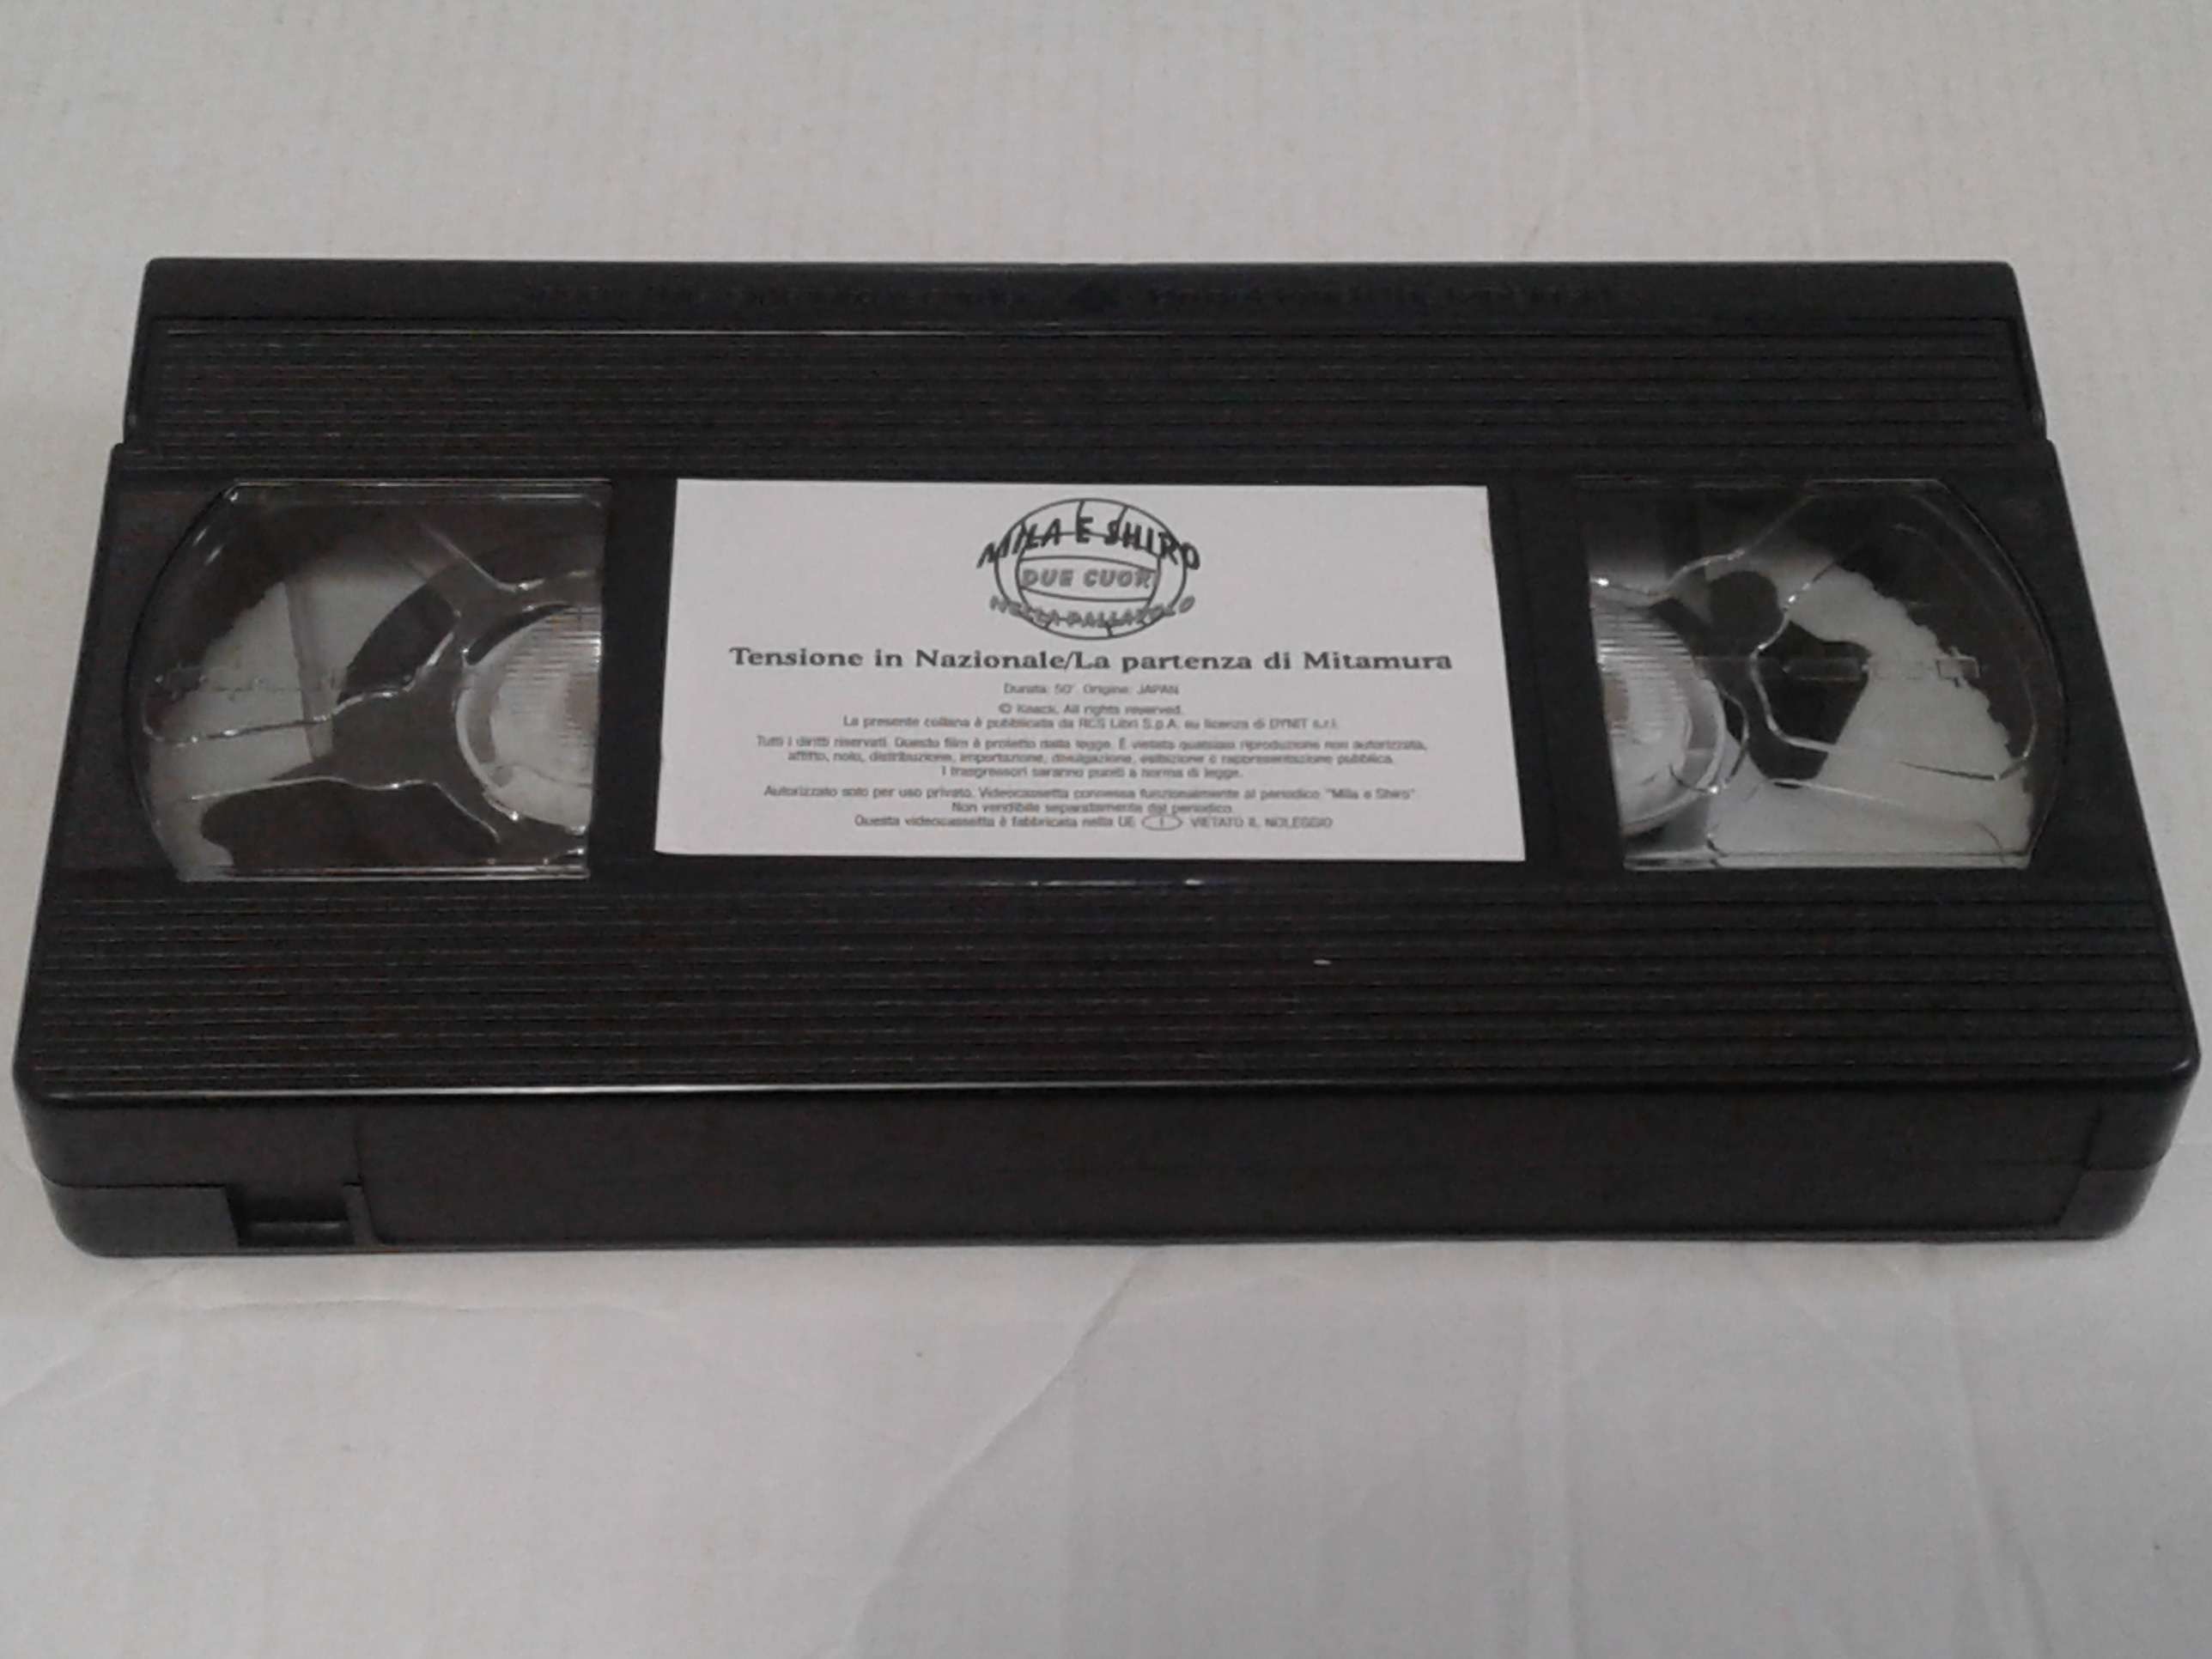 MILA E SHIRO
DUE CUORI
NELLA PALLAVOLO
Tensione in Nazionale/La partenza di Mitamura
Durata: 50' Origine: JAPAN
© Knack. All rights reserved.
La presente collana è pubblicata da RCS Libri S.p.A. su licenza di DYNIT s.r.l.
Tutti i diritti riservati. Questo film è protetto dalla legge. È vietata qualsiasi riproduzione non autorizzata,
affitto, nolo, distribuzione, importazione, divulgazione, esibizione o rappresentazione pubblica.
I trasgressori saranno puniti a norma di legge.
Autorizzato solo per uso privato. Videocassetta connessa funzionalmente al periodico "Mila e Shiro"
Non vendibile separatamente dal periodico.
Questa videocassetta è fabbricata nella UE I VIETATO IL NOLEGGIO